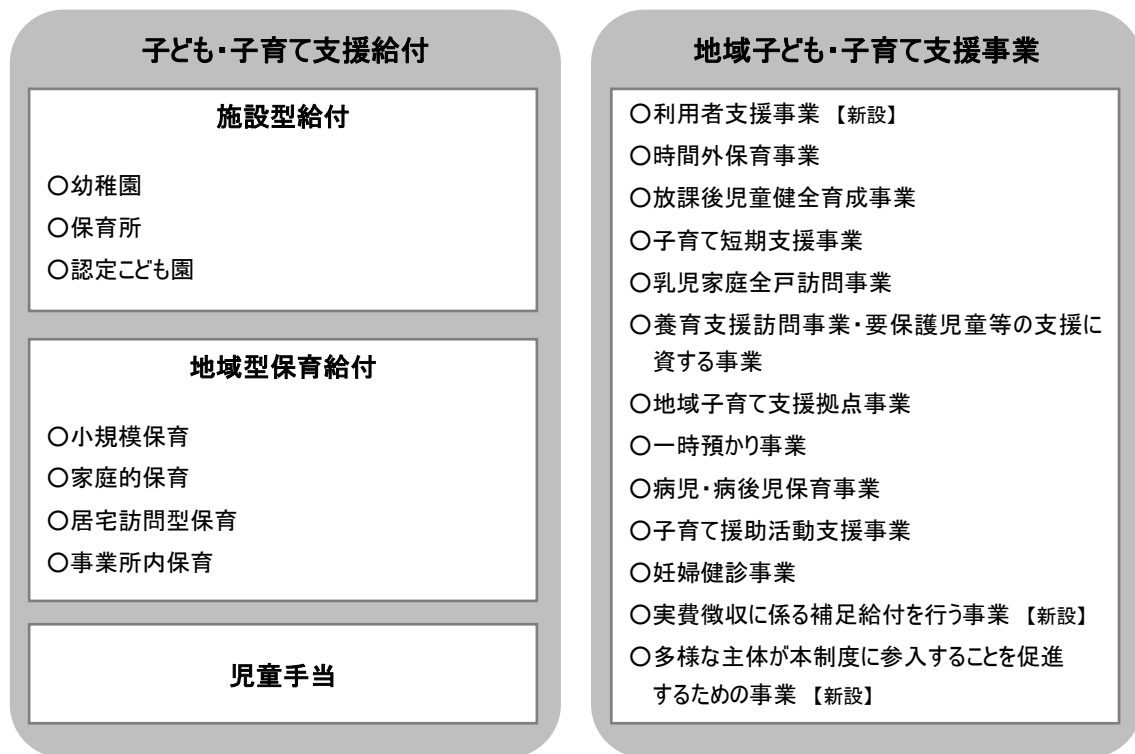 子ども・子育て支援給付
施設型給付
○幼稚園
○保育所
○認定こども園
地域型保育給付
○小規模保育
○家庭的保育
○居宅訪問型保育
○事業所内保育
児童手当
地域子ども・子育て支援事業
○利用者支援事業 【新設】
○時間外保育事業
○放課後児童健全育成事業
○子育て短期支援事業
○乳児家庭全戸訪問事業
○養育支援訪問事業・要保護児童等の支援に
資する事業
○地域子育て支援拠点事業
○一時預かり事業
○病児・病後児保育事業
○子育て援助活動支援事業
○妊婦健診事業
○実費徴収に係る補足給付を行う事業 【新設】
○多様な主体が本制度に参入することを促進
するための事業 【新設】